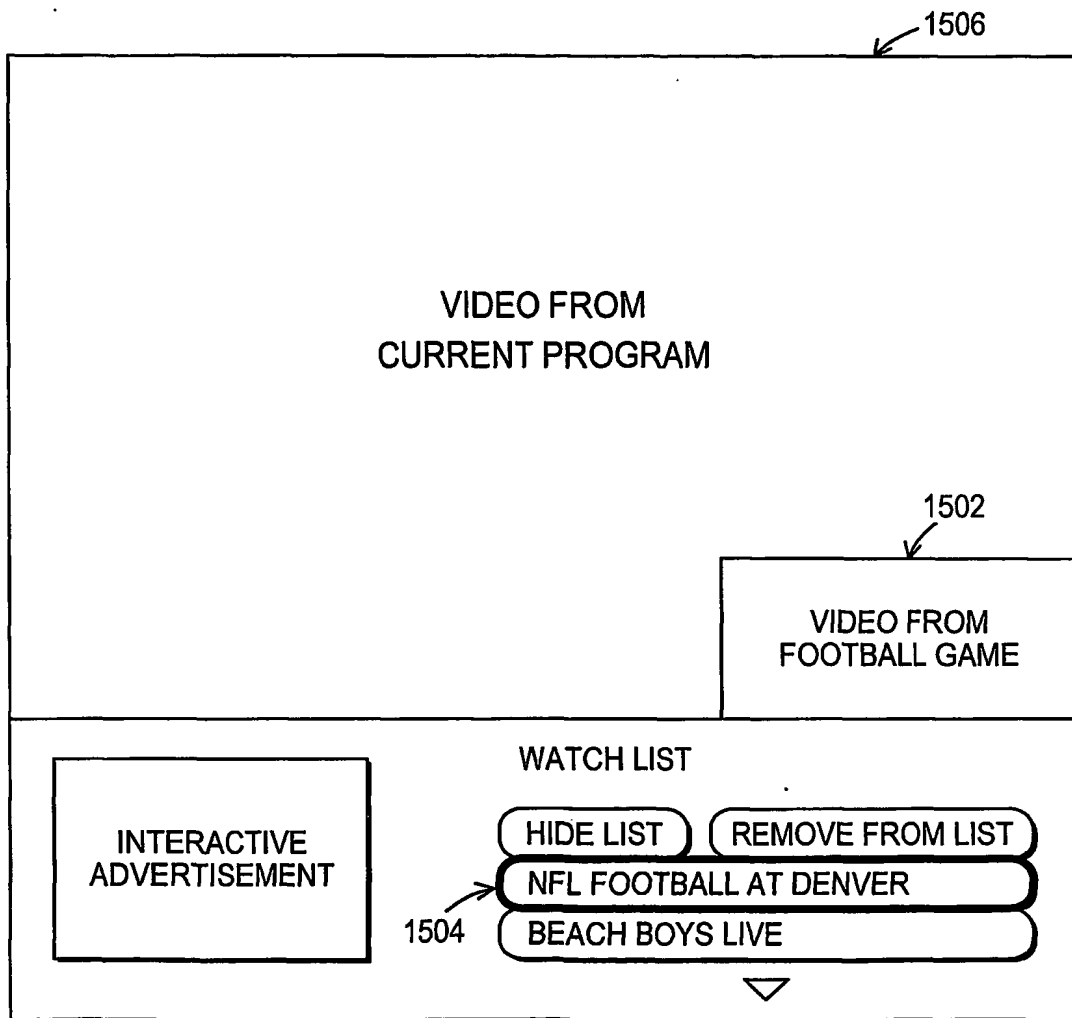 1506
VIDEO FROM
CURRENT PROGRAM
1502
VIDEO FROM
FOOTBALL GAME
WATCH LIST
INTERACTIVE
ADVERTISEMENT
HIDE LIST
REMOVE FROM LIST
NFL FOOTBALL AT DENVER
1504
BEACH BOYS LIVE